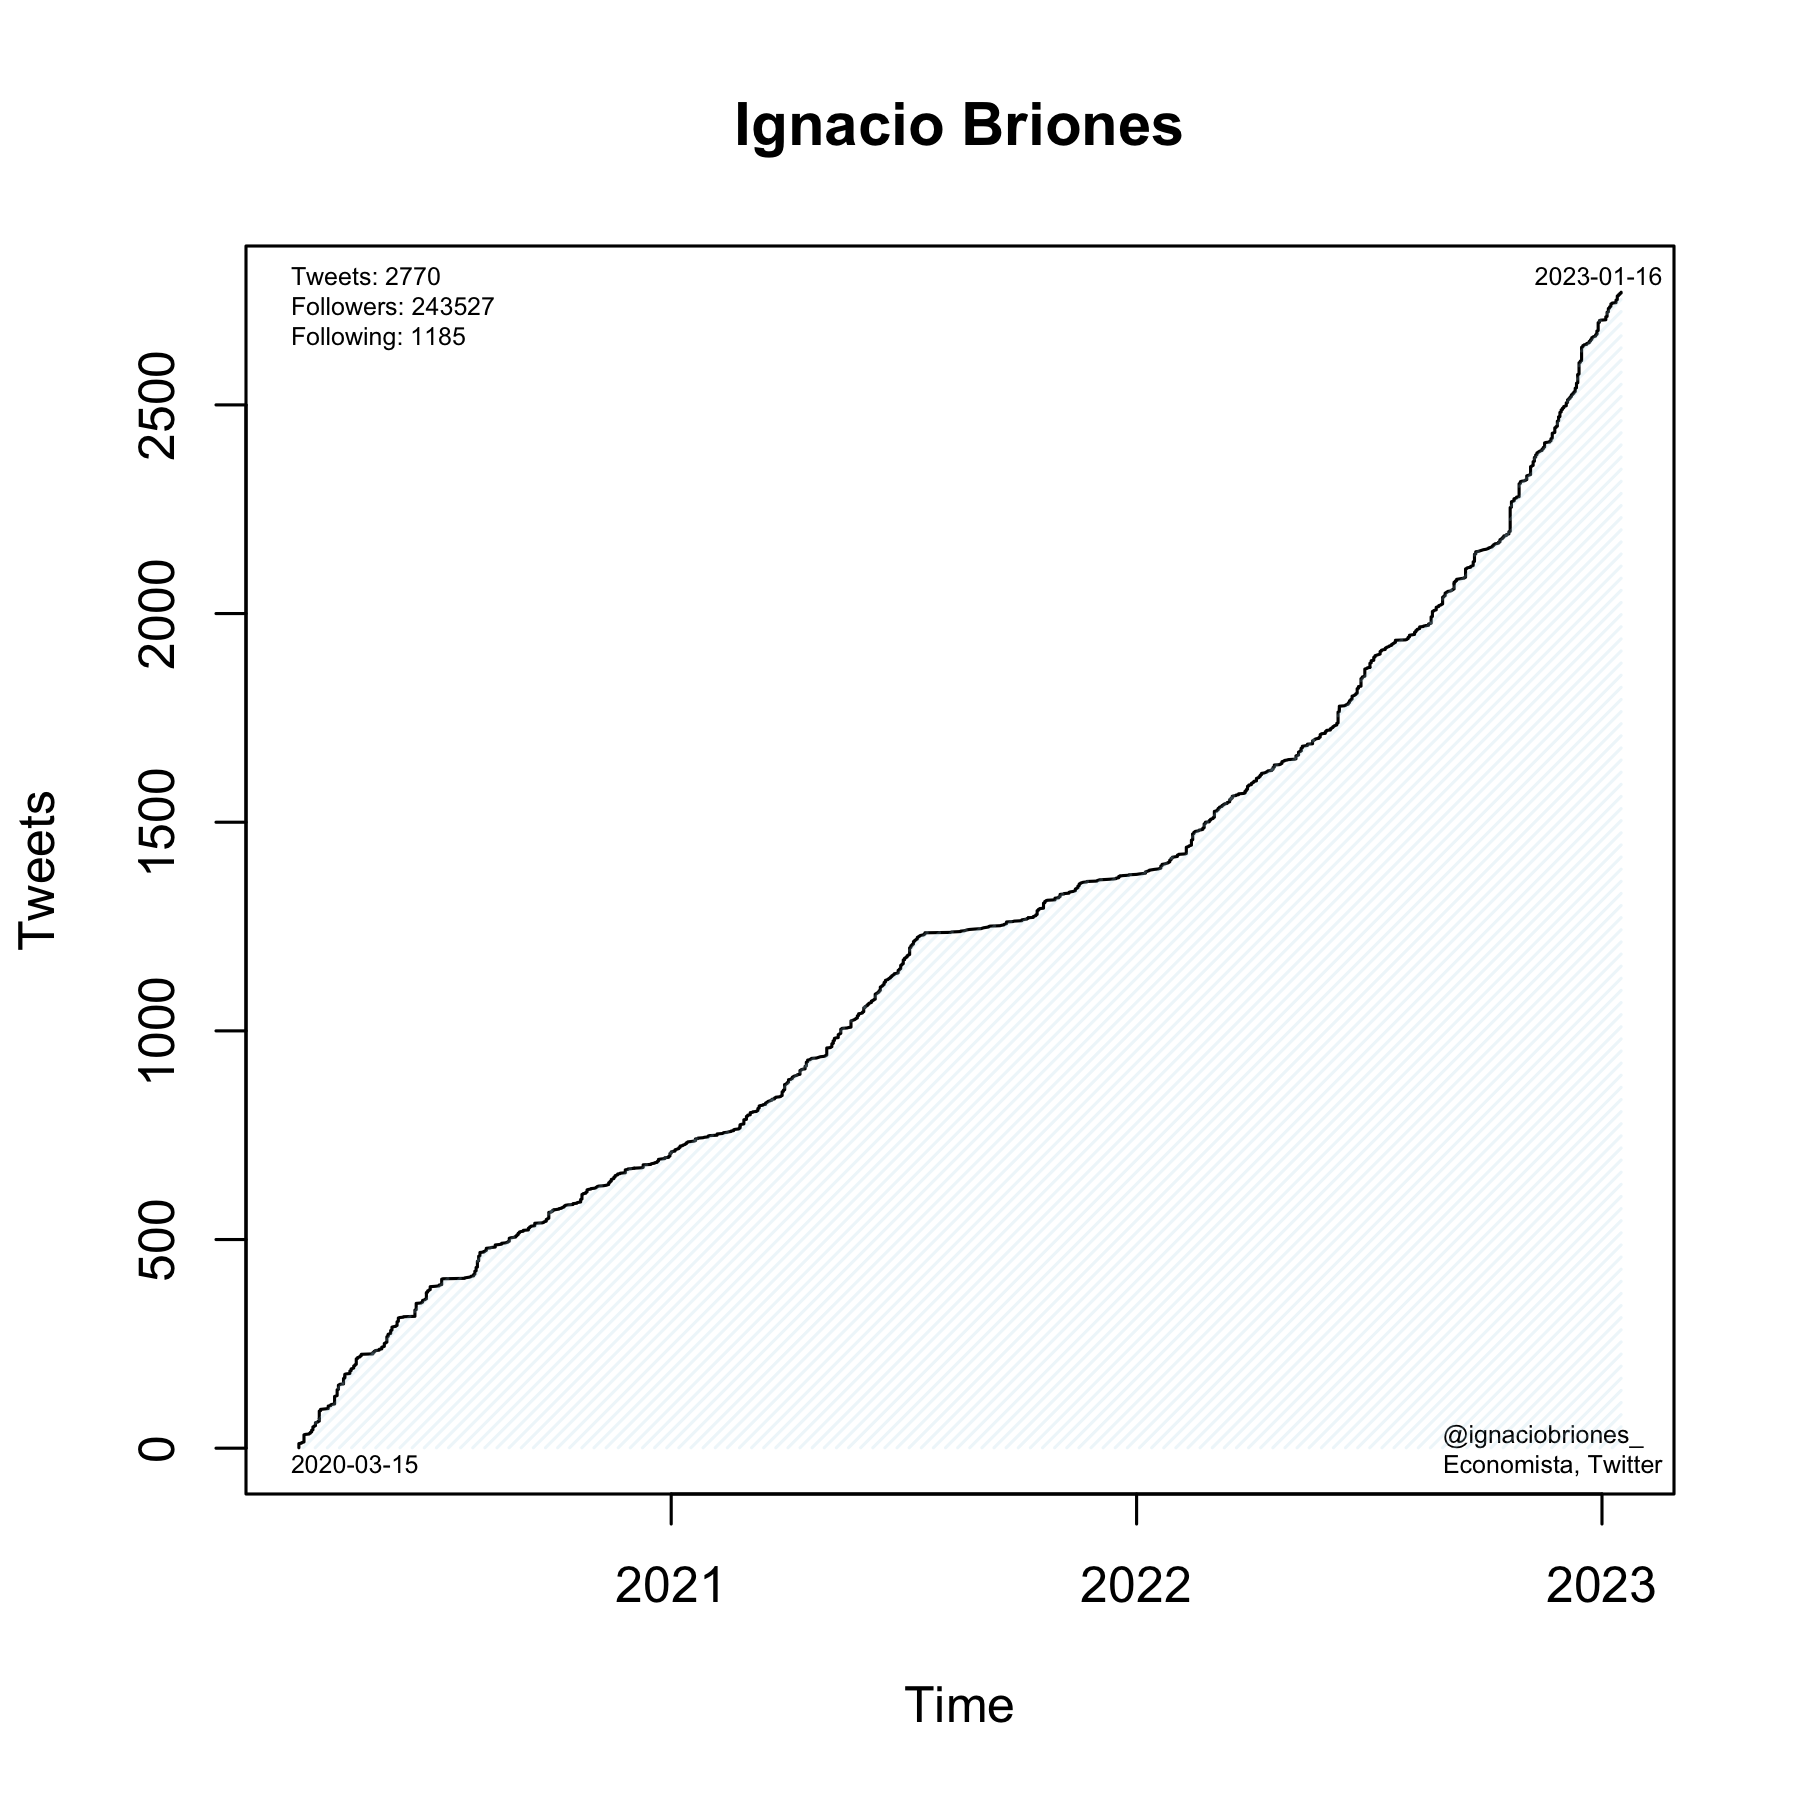 Ignacio Briones
Tweets: 2770
Followers: 243527
Following: 1185
2023-01-16
Tweets
2500
2000
1500
1000
500
0
@ignaciobriones_
Economista, Twitter
2020-03-15
2021
2022
2023
Time